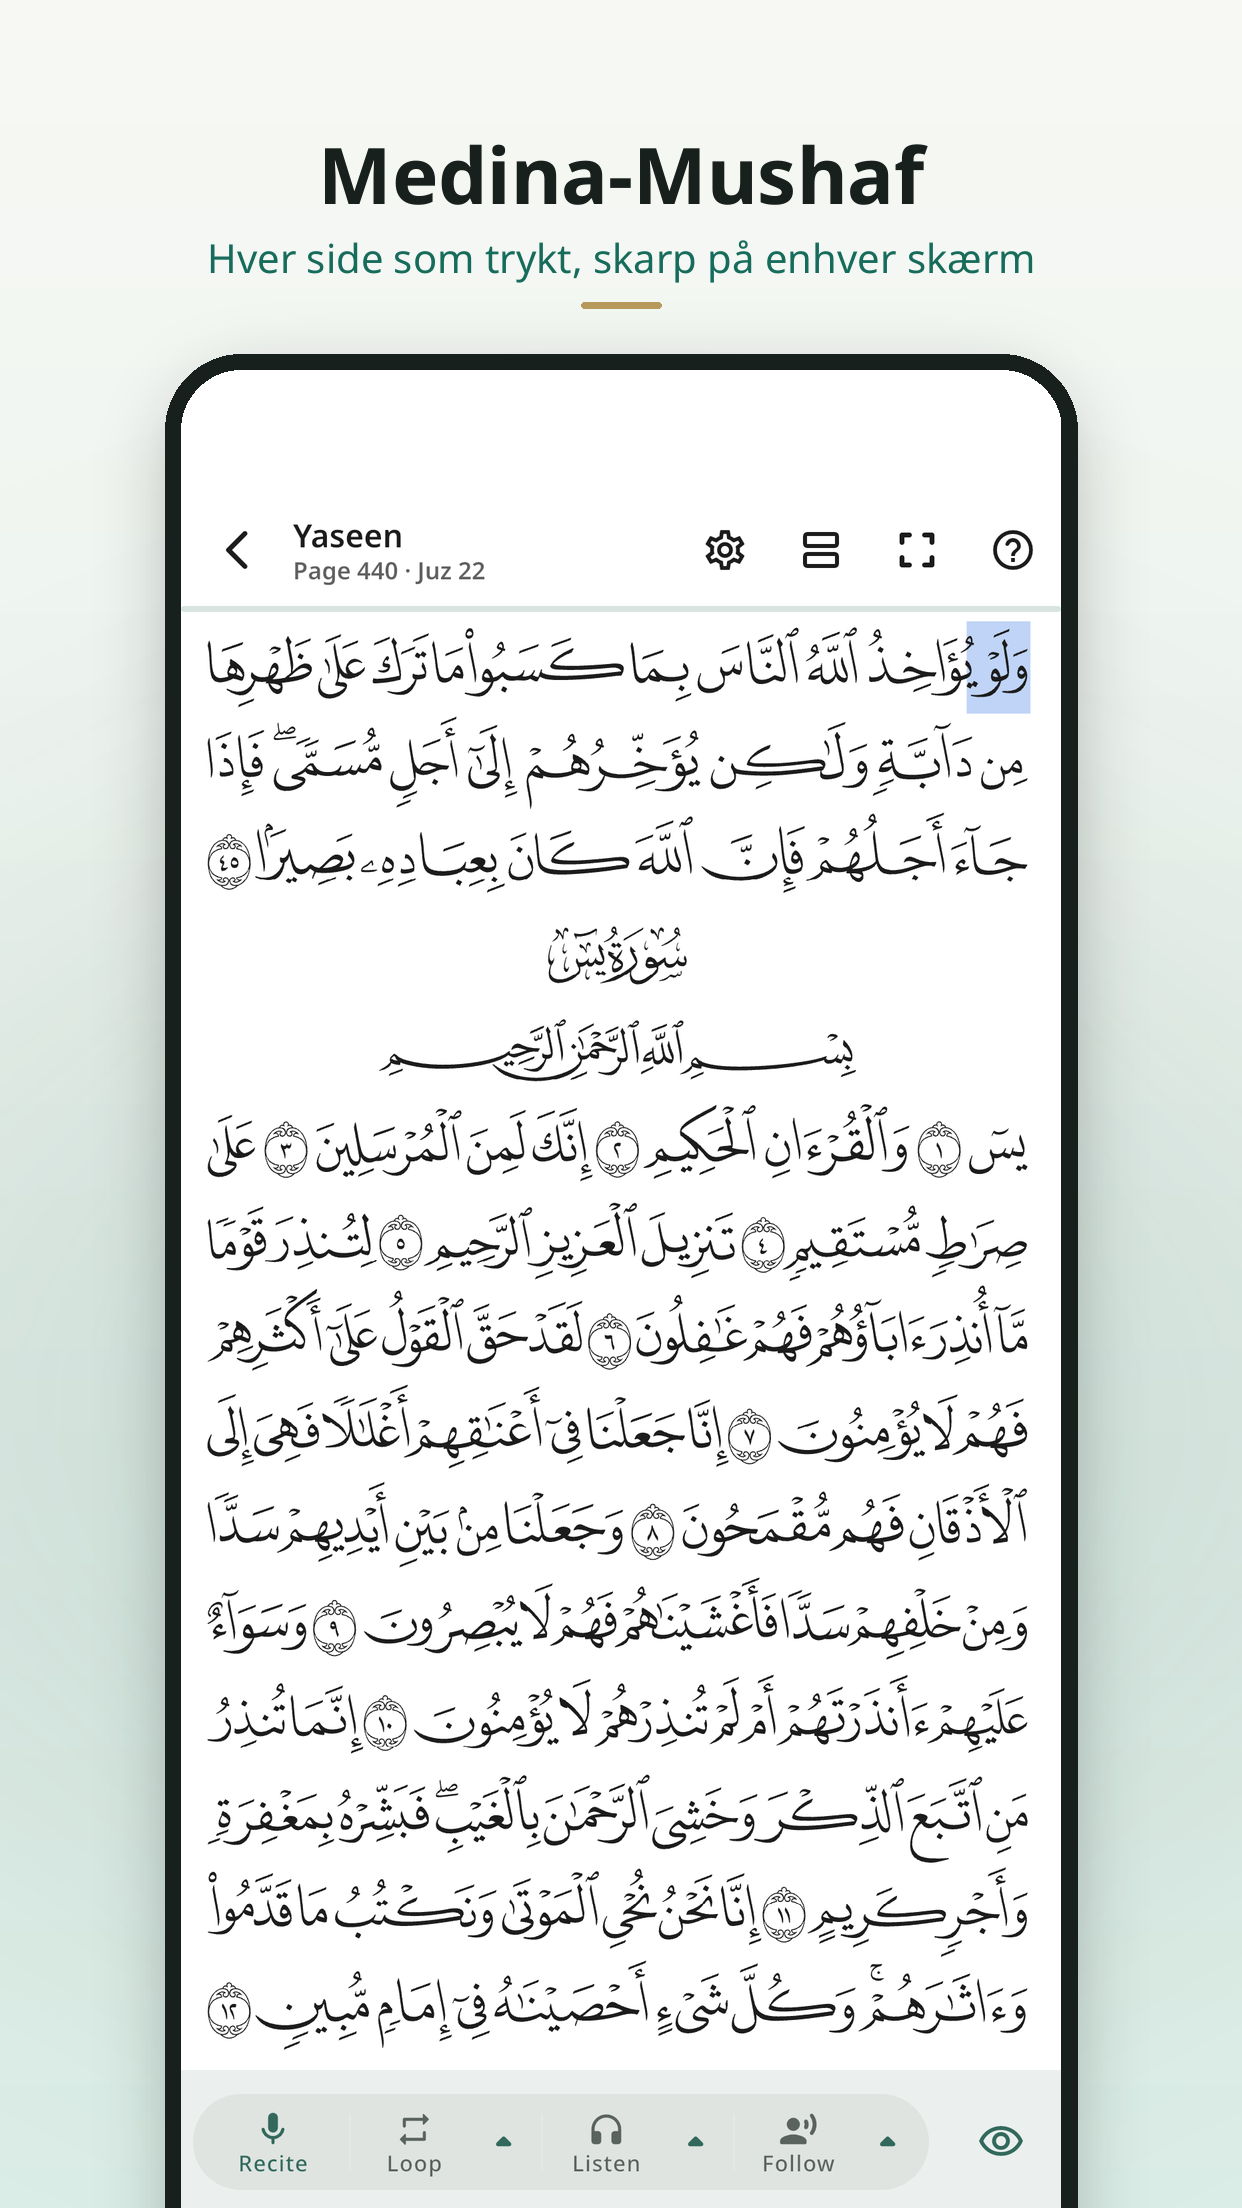 Medina-Mushaf
Hver side som trykt, skarp på enhver skærm
Yaseen
Page 440 · Juz 22
وَلَوْ يُؤَاخِذُ ٱللَّهُ ٱلنَّاسَ بِمَا كَسَبُوا۟ مَا تَرَكَ عَلَىٰ ظَهْرِهَا
مِن دَآبَّةٍ وَلَـٰكِن يُؤَخِّرُهُمْ إِلَىٰٓ أَجَلٍ مُّسَمًّى ۖ فَإِذَا
جَآءَ أَجَلُهُمْ فَإِنَّ ٱللَّهَ كَانَ بِعِبَادِهِۦ بَصِيرًۢا ٤٥
سُورَةُ يسٓ
بِسْمِ ٱللَّهِ ٱلرَّحْمَـٰنِ ٱلرَّحِيمِ
يسٓ ١ وَٱلْقُرْءَانِ ٱلْحَكِيمِ ٢ إِنَّكَ لَمِنَ ٱلْمُرْسَلِينَ ٣ عَلَىٰ
صِرَٰطٍ مُّسْتَقِيمٍ ٤ تَنزِيلَ ٱلْعَزِيزِ ٱلرَّحِيمِ ٥ لِتُنذِرَ قَوْمًا
مَّآ أُنذِرَ ءَابَآؤُهُمْ فَهُمْ غَـٰفِلُونَ ٦ لَقَدْ حَقَّ ٱلْقَوْلُ عَلَىٰٓ أَكْثَرِهِمْ
فَهُمْ لَا يُؤْمِنُونَ ٧ إِنَّا جَعَلْنَا فِىٓ أَعْنَـٰقِهِمْ أَغْلَـٰلًا فَهِىَ إِلَى
ٱلْأَذْقَانِ فَهُم مُّقْمَحُونَ ٨ وَجَعَلْنَا مِنۢ بَيْنِ أَيْدِيهِمْ سَدًّا
وَمِنْ خَلْفِهِمْ سَدًّا فَأَغْشَيْنَـٰهُمْ فَهُمْ لَا يُبْصِرُونَ ٩ وَسَوَآءٌ
عَلَيْهِمْ ءَأَنذَرْتَهُمْ أَمْ لَمْ تُنذِرْهُمْ لَا يُؤْمِنُونَ ١٠ إِنَّمَا تُنذِرُ
مَنِ ٱتَّبَعَ ٱلذِّكْرَ وَخَشِىَ ٱلرَّحْمَـٰنَ بِٱلْغَيْبِ ۖ فَبَشِّرْهُ بِمَغْفِرَةٍ
وَأَجْرٍ كَرِيمٍ ١١ إِنَّا نَحْنُ نُحْىِ ٱلْمَوْتَىٰ وَنَكْتُبُ مَا قَدَّمُوا۟
وَءَاثَـٰرَهُمْ ۚ وَكُلَّ شَىْءٍ أَحْصَيْنَـٰهُ فِىٓ إِمَامٍ مُّبِينٍ ١٢
Recite
Loop
Listen
Follow